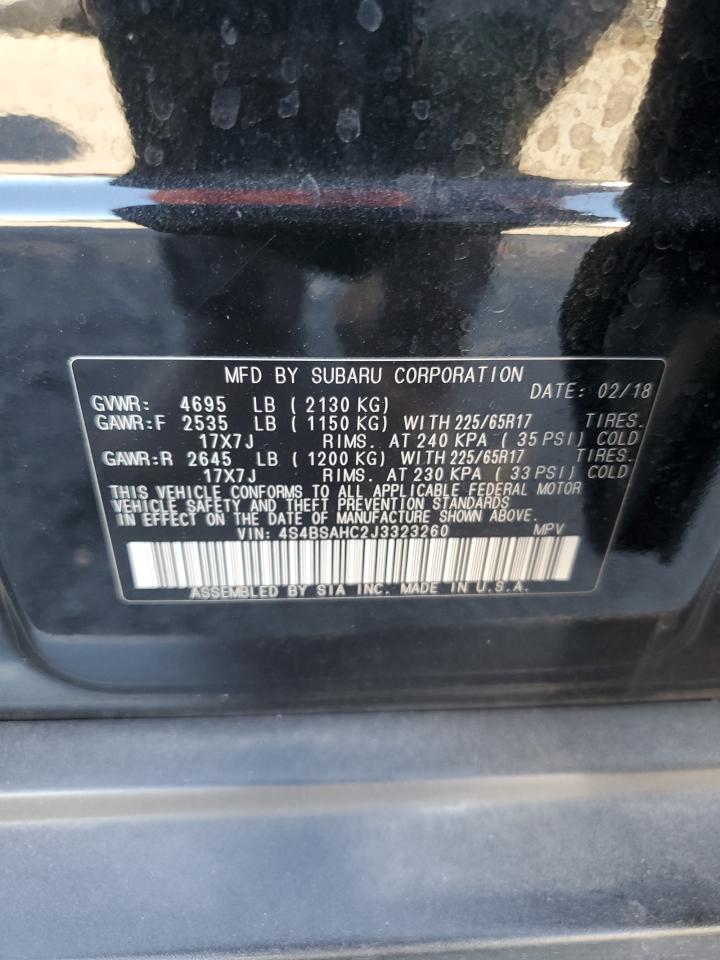 MFD BY SUBARU CORPORATION DATE: 02/18
GVWR: 4695 LB ( 2130 KG)
GAWR:F 2535 LB ( 1150 KG) WITH 225/65R17 TIRES.
17X7J RIMS. AT 240 KPA ( 35 PSI) COLD
GAWR:R 2645 LB ( 1200 KG) WITH 225/65R17 TIRES.
17X7J RIMS. AT 230 KPA ( 33 PSI) COLD
THIS VEHICLE CONFORMS TO ALL APPLICABLE FEDERAL MOTOR
VEHICLE SAFETY AND THEFT PREVENTION STANDARDS
IN EFFECT ON THE DATE OF MANUFACTURE SHOWN ABOVE.
VIN: 4S4BSAHC2J3323260 MPV
ASSEMBLED BY SIA INC. MADE IN U.S.A.